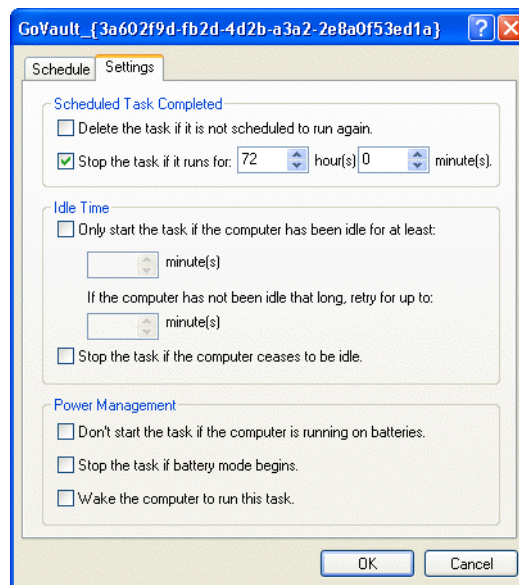 GoVault_{3a602f9d-fb2d-4d2b-a3a2-2e8a0f53ed1a}
Schedule Settings
Scheduled Task Completed
Delete the task if it is not scheduled to run again.
Stop the task if it runs for: 72 hour(s) 0 minute(s).
Idle Time
Only start the task if the computer has been idle for at least:
minute(s)
If the computer has not been idle that long, retry for up to:
minute(s)
Stop the task if the computer ceases to be idle.
Power Management
Don't start the task if the computer is running on batteries.
Stop the task if battery mode begins.
Wake the computer to run this task.
OK Cancel